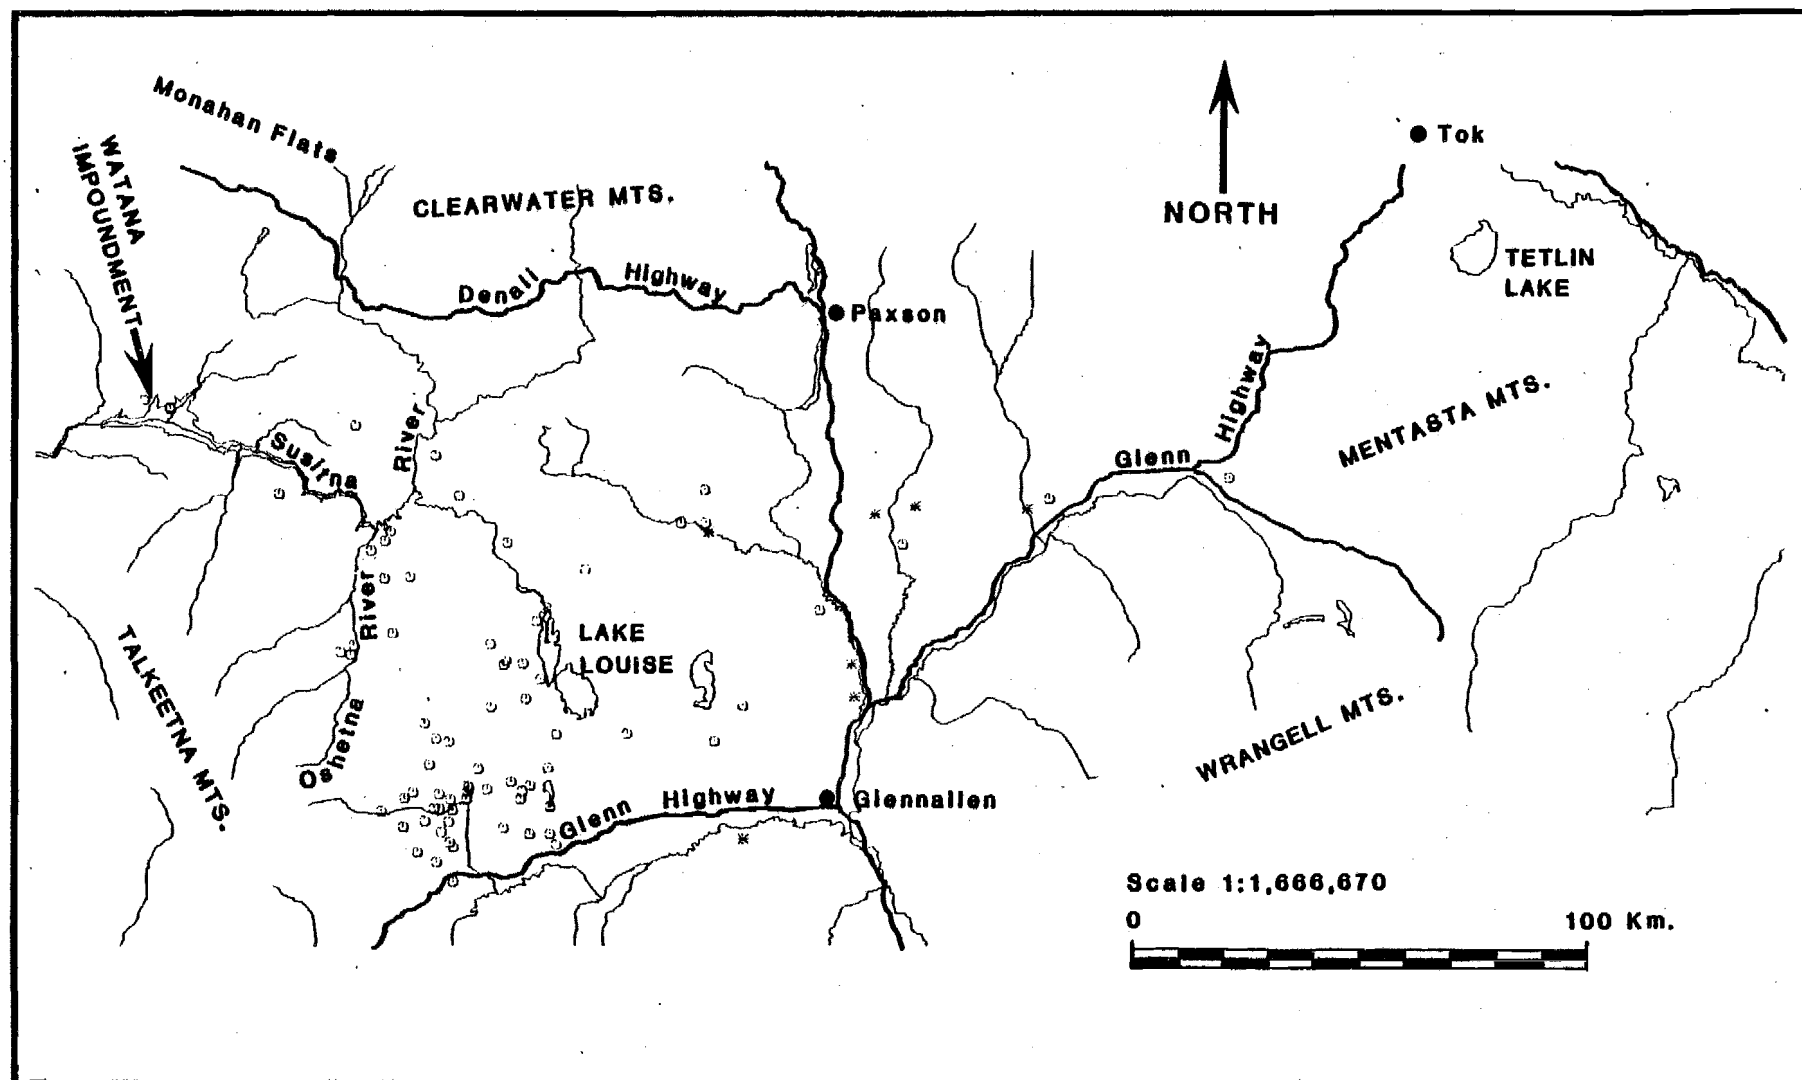 Monahan Flats
WATANA
IMPOUNDMENT
CLEARWATER MTS.
NORTH
Tok
TETLIN
LAKE
Denali Highway
Paxson
Highway
MENTASTA MTS.
Glenn
River
Susitna
River
LAKE
LOUISE
TALKEETNA MTS.
Oshetna
WRANGELL MTS.
Glenn Highway
Glennallen
Scale 1:1,666,670
0 100 Km.